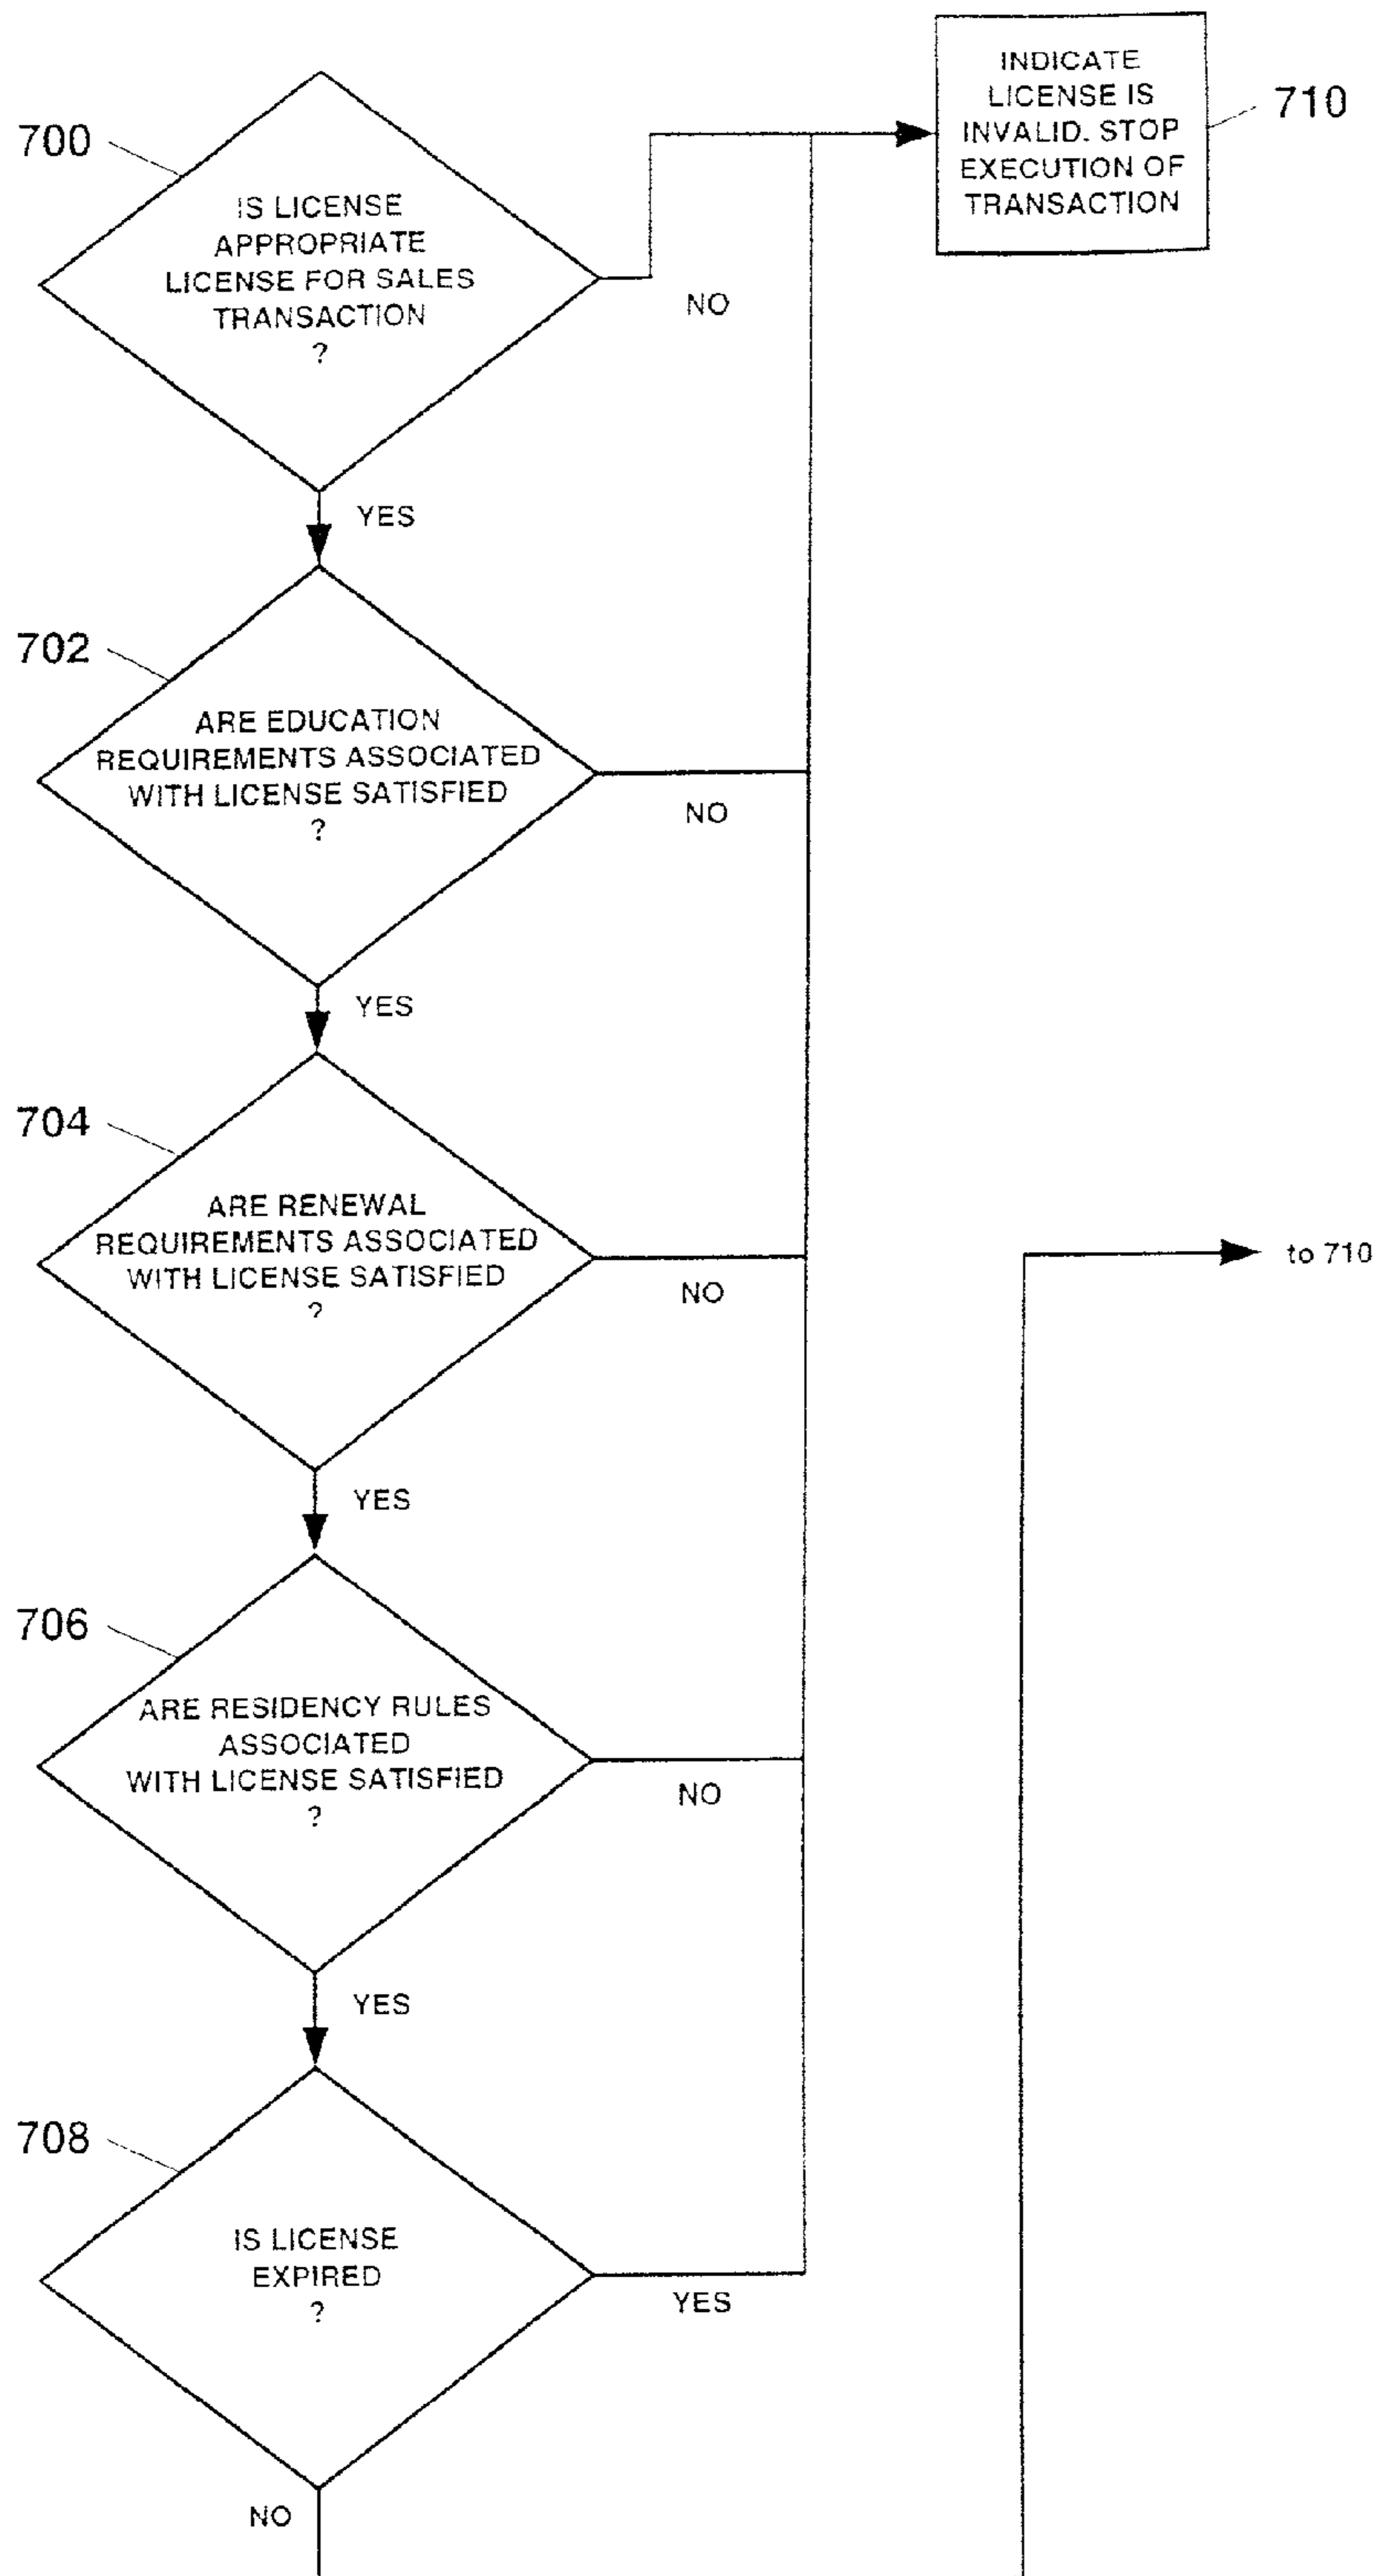 700
IS LICENSE
APPROPRIATE
LICENSE FOR SALES
TRANSACTION
?
NO
INDICATE
LICENSE IS
INVALID. STOP
EXECUTION OF
TRANSACTION
710
YES
702
ARE EDUCATION
REQUIREMENTS ASSOCIATED
WITH LICENSE SATISFIED
?
NO
YES
704
ARE RENEWAL
REQUIREMENTS ASSOCIATED
WITH LICENSE SATISFIED
?
NO
to 710
YES
706
ARE RESIDENCY RULES
ASSOCIATED
WITH LICENSE SATISFIED
?
NO
YES
708
IS LICENSE
EXPIRED
?
YES
NO